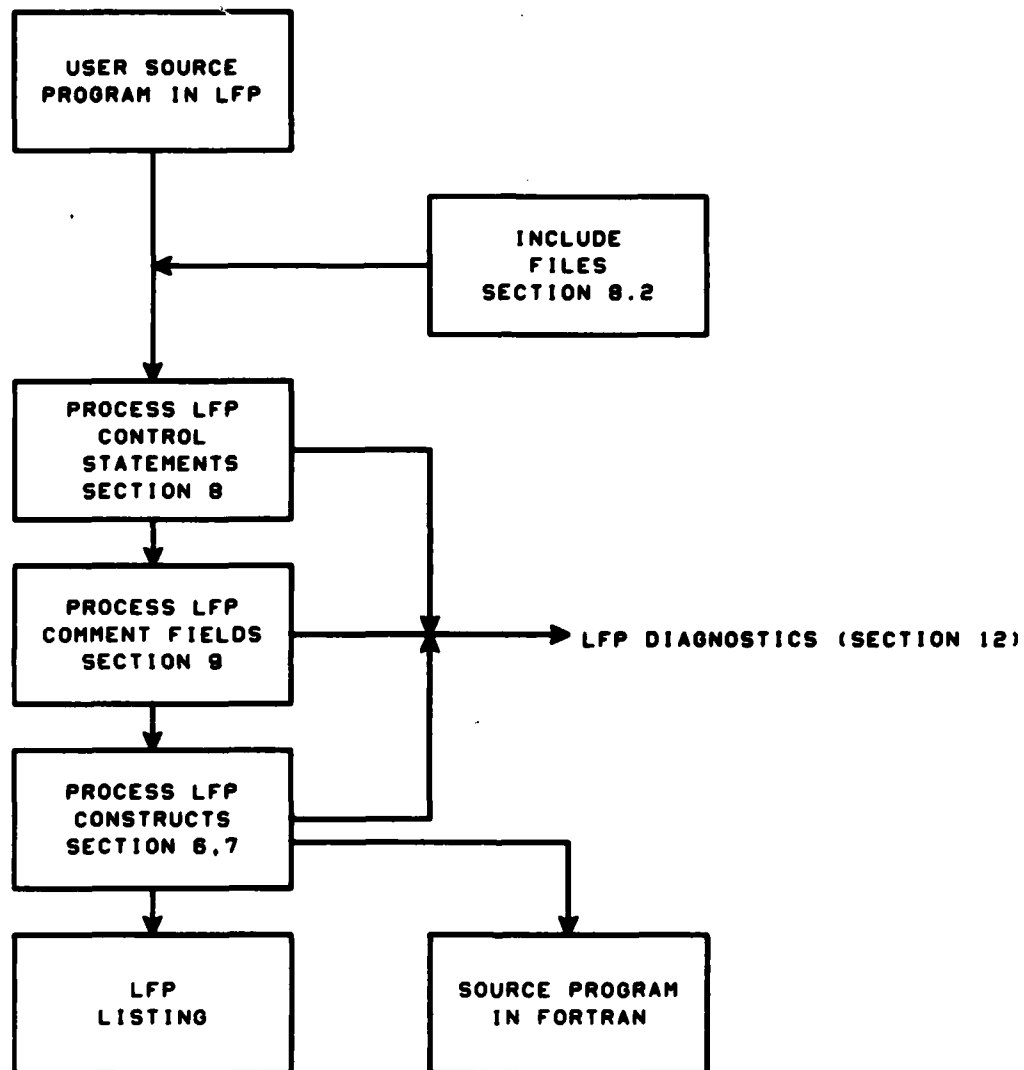 USER SOURCE
PROGRAM IN LFP
INCLUDE
FILES
SECTION 8.2
PROCESS LFP
CONTROL
STATEMENTS
SECTION 8
PROCESS LFP
COMMENT FIELDS
SECTION 9
LFP DIAGNOSTICS (SECTION 12)
PROCESS LFP
CONSTRUCTS
SECTION 6,7
LFP
LISTING
SOURCE PROGRAM
IN FORTRAN